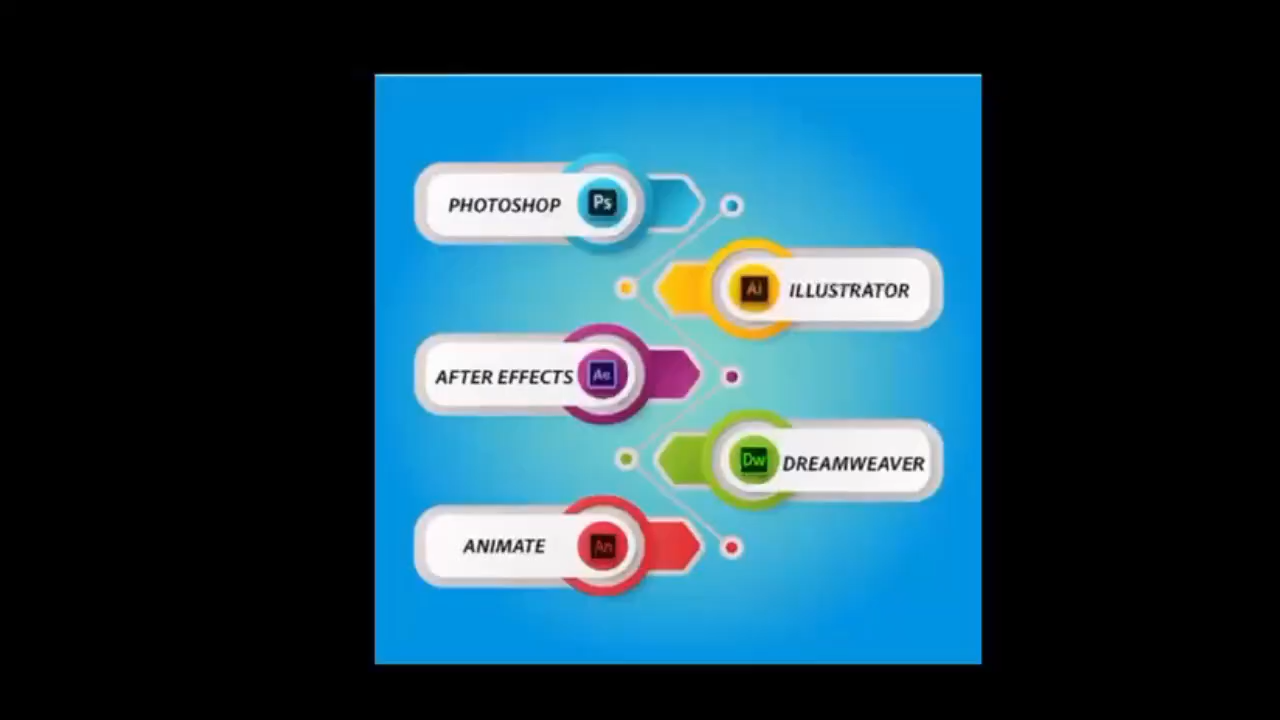 PHOTOSHOP Ps
Ai ILLUSTRATOR
AFTER EFFECTS Ae
Dw DREAMWEAVER
ANIMATE An